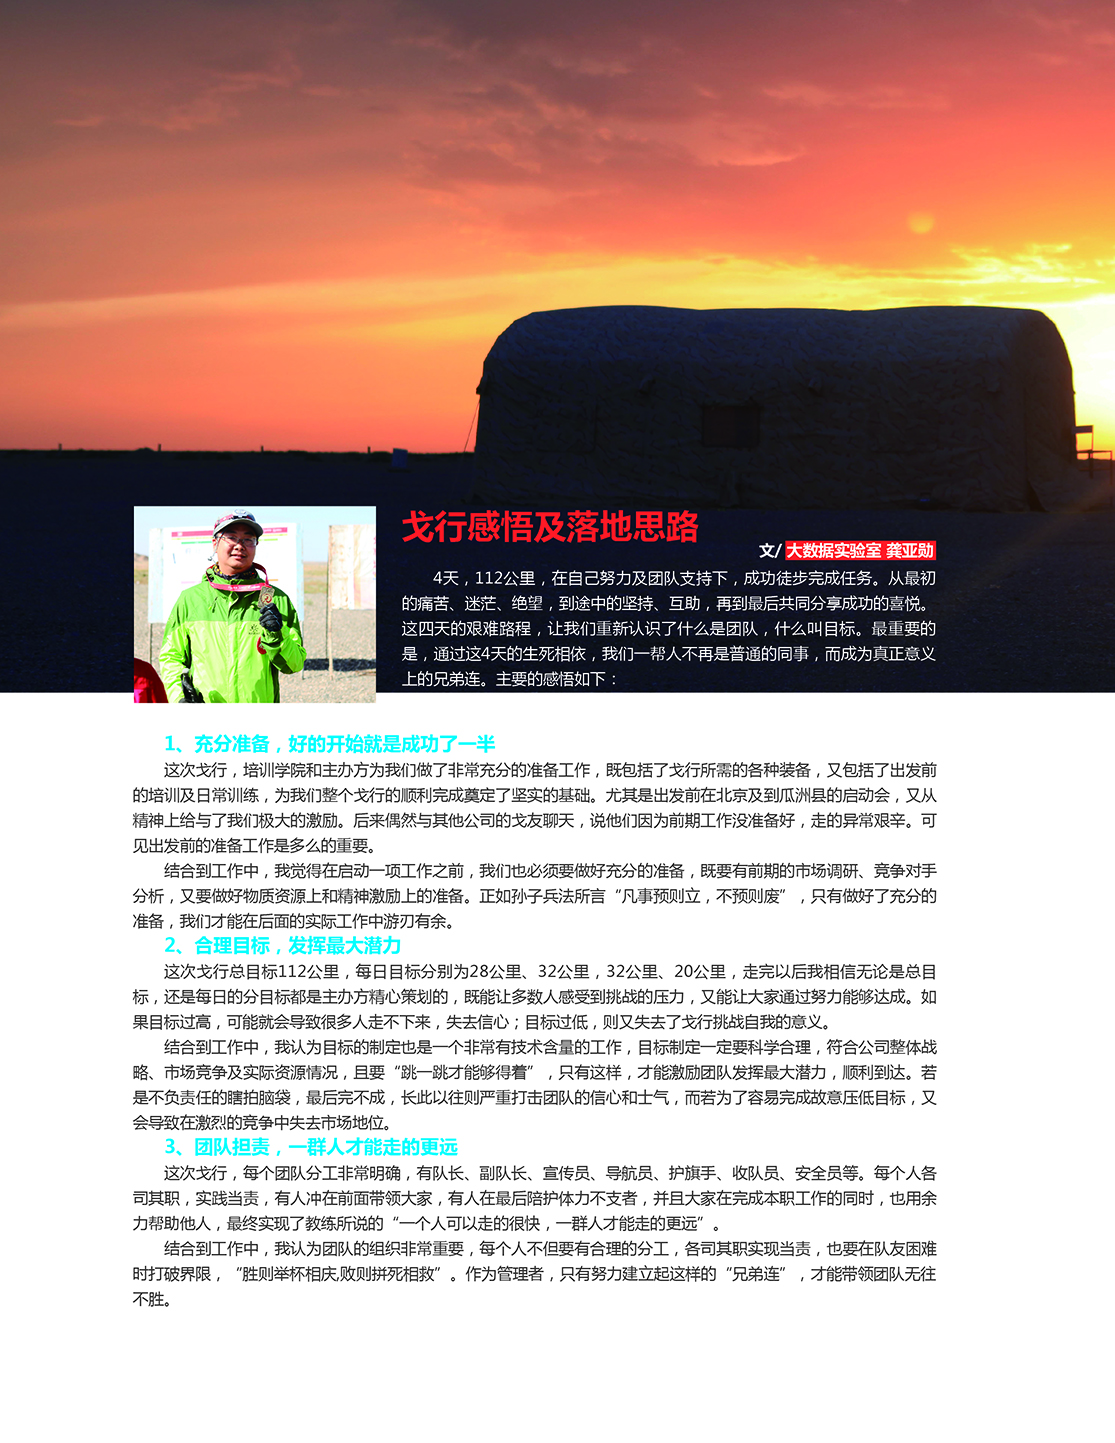 戈行感悟及落地思路
文/ 大数据实验室 龚亚勋
4天，112公里，在自己努力及团队支持下，成功徒步完成任务。从最初
的痛苦、迷茫、绝望，到途中的坚持、互助，再到最后共同分享成功的喜悦。
这四天的艰难路程，让我们重新认识了什么是团队，什么叫目标。最重要的
是，通过这4天的生死相依，我们一帮人不再是普通的同事，而成为真正意义
上的兄弟连。主要的感悟如下：
1、充分准备，好的开始就是成功了一半
这次戈行，培训学院和主办方为我们做了非常充分的准备工作，既包括了戈行所需的各种装备，又包括了出发前
的培训及日常训练，为我们整个戈行的顺利完成奠定了坚实的基础。尤其是出发前在北京及到瓜洲县的启动会，又从
精神上给与了我们极大的激励。后来偶然与其他公司的戈友聊天，说他们因为前期工作没准备好，走的异常艰辛。可
见出发前的准备工作是多么的重要。
结合到工作中，我觉得在启动一项工作之前，我们也必须要做好充分的准备，既要有前期的市场调研、竞争对手
分析，又要做好物质资源上和精神激励上的准备。正如孙子兵法所言“凡事预则立，不预则废”，只有做好了充分的
准备，我们才能在后面的实际工作中游刃有余。
2、合理目标，发挥最大潜力
这次戈行总目标112公里，每日目标分别为28公里、32公里，32公里、20公里，走完以后我相信无论是总目
标，还是每日的分目标都是主办方精心策划的，既能让多数人感受到挑战的压力，又能让大家通过努力能够达成。如
果目标过高，可能就会导致很多人走不下来，失去信心；目标过低，则又失去了戈行挑战自我的意义。
结合到工作中，我认为目标的制定也是一个非常有技术含量的工作，目标制定一定要科学合理，符合公司整体战
略、市场竞争及实际资源情况，且要“跳一跳才能够得着”，只有这样，才能激励团队发挥最大潜力，顺利到达。若
是不负责任的瞎拍脑袋，最后完不成，长此以往则严重打击团队的信心和士气，而若为了容易完成故意压低目标，又
会导致在激烈的竞争中失去市场地位。
3、团队担责，一群人才能走的更远
这次戈行，每个团队分工非常明确，有队长、副队长、宣传员、导航员、护旗手、收队员、安全员等。每个人各
司其职，实践当责，有人冲在前面带领大家，有人在最后陪护体力不支者，并且大家在完成本职工作的同时，也用余
力帮助他人，最终实现了教练所说的“一个人可以走的很快，一群人才能走的更远”。
结合到工作中，我认为团队的组织非常重要，每个人不但要有合理的分工，各司其职实现当责，也要在队友困难
时打破界限，“胜则举杯相庆,败则拼死相救”。作为管理者，只有努力建立起这样的“兄弟连”，才能带领团队无往
不胜。